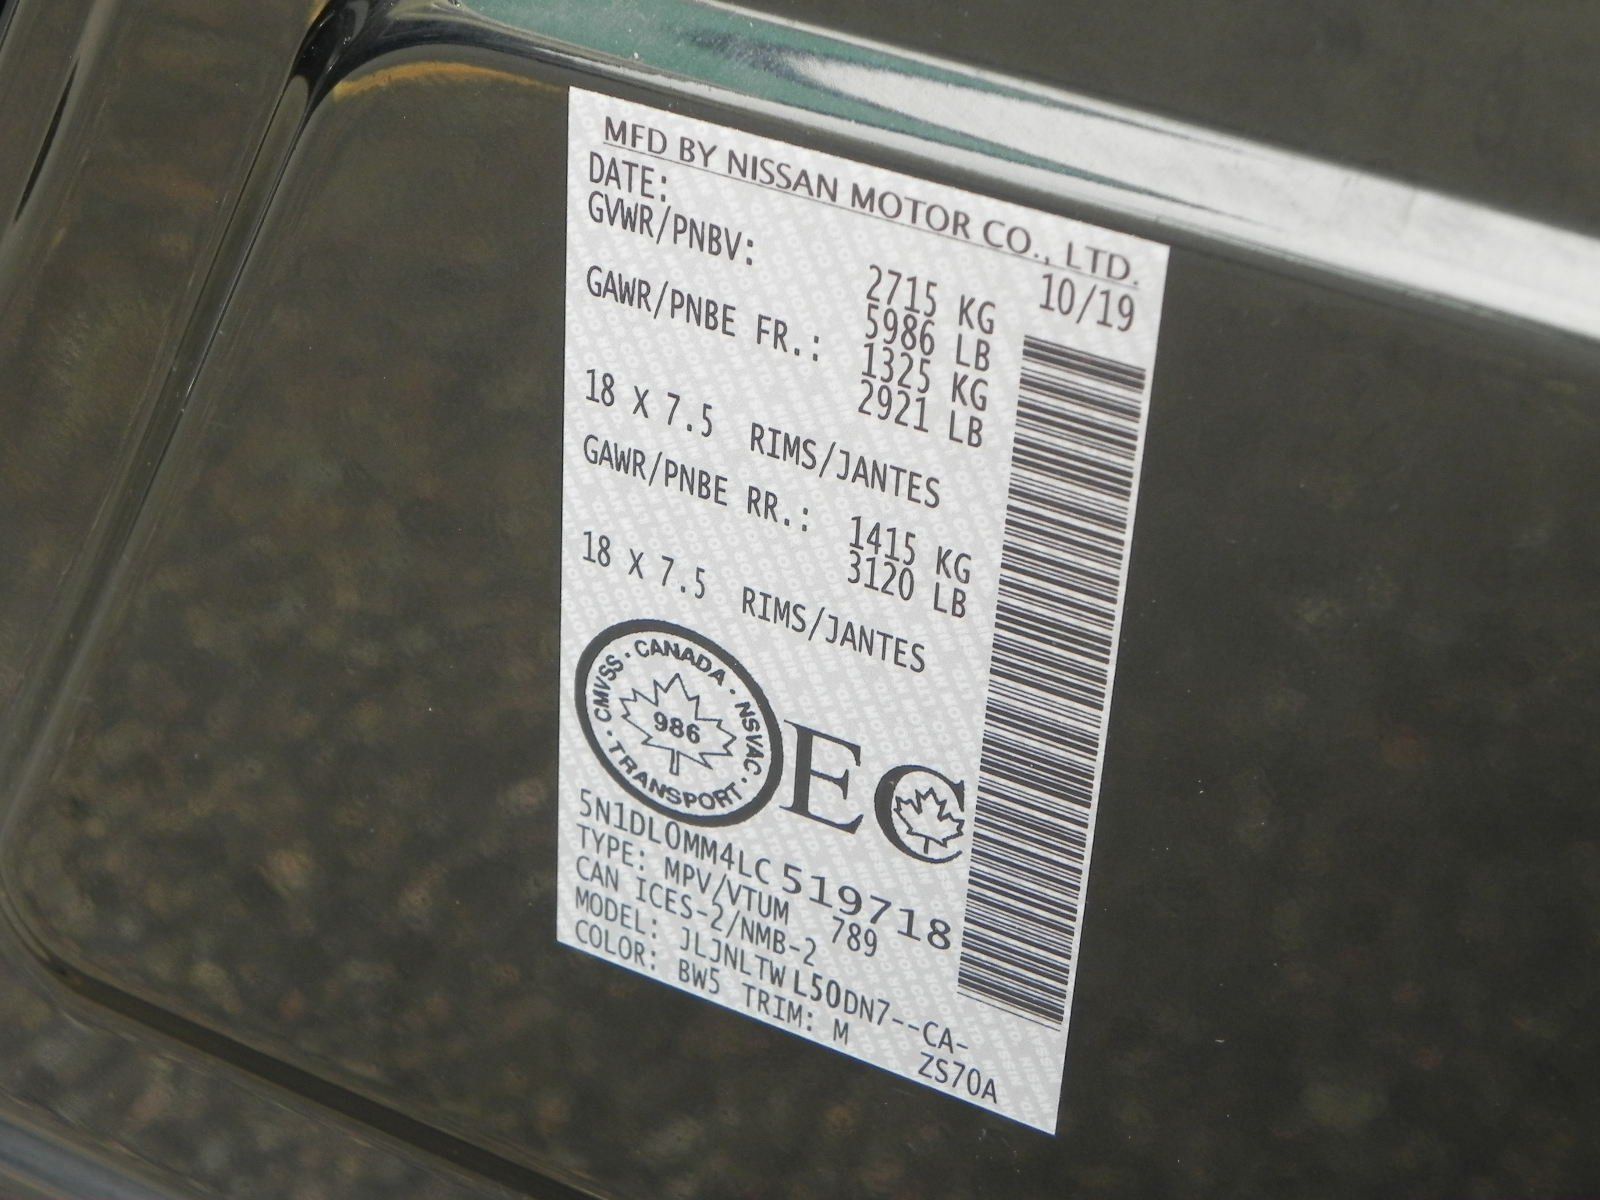 MFD BY NISSAN MOTOR CO., LTD.
DATE: 10/19
GVWR/PNBV: 2715 KG
5986 LB
GAWR/PNBE FR.: 1325 KG
2921 LB
18 X 7.5 RIMS/JANTES
GAWR/PNBE RR.: 1415 KG
3120 LB
18 X 7.5 RIMS/JANTES
CMVSS · CANADA · NSVAC · TRANSPORT ·
986
EC
5N1DL0MM4LC519718
TYPE: MPV/VTUM 789
CAN ICES-2/NMB-2
MODEL: JLJNLTWL50DN7--CA-
COLOR: BW5 TRIM: M ZS70A